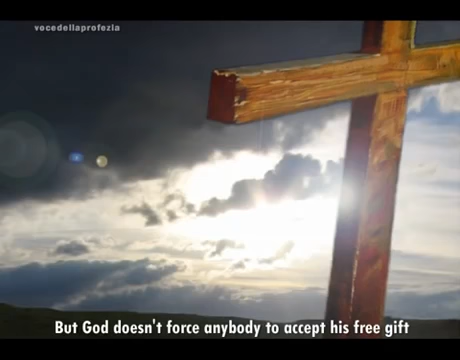 vocedellaprofezia
But God doesn't force anybody to accept his free gift